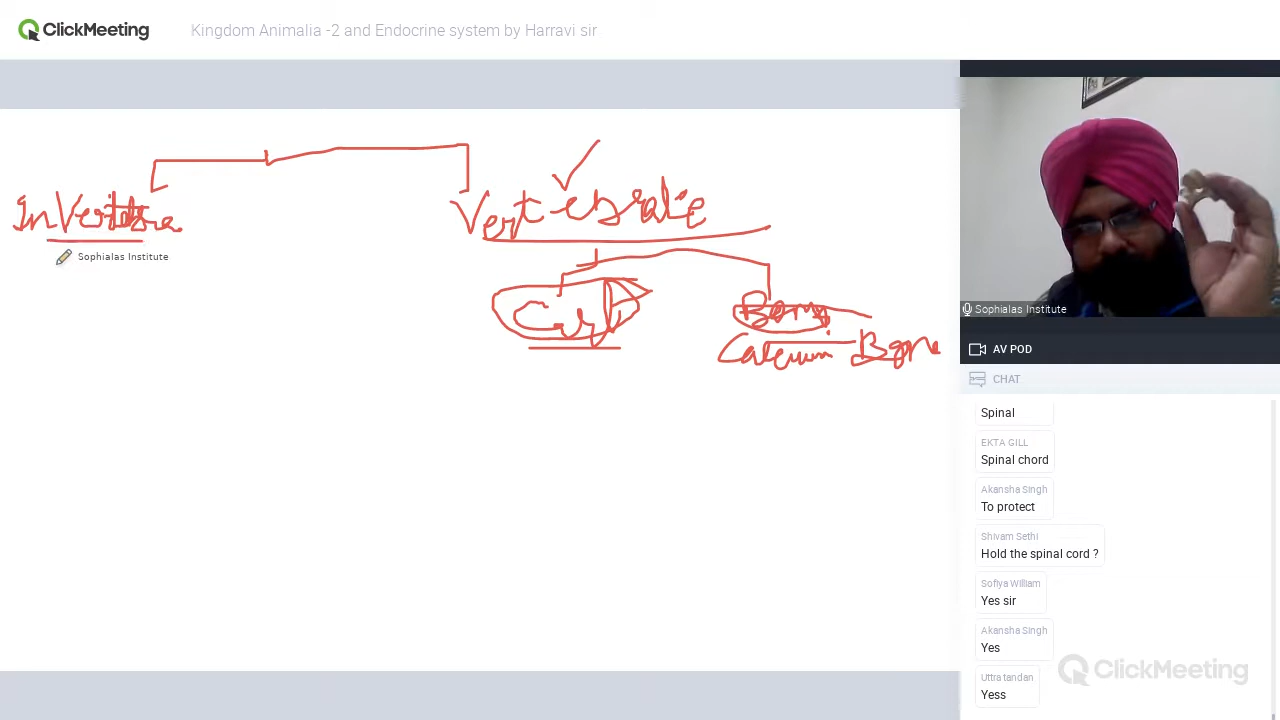 ClickMeeting
Kingdom Animalia -2 and Endocrine system by Harravi sir
InVertebra
Vertebrate
Sophialas Institute
Cart
Bony
Calcium Bone
Sophialas Institute
AV POD
CHAT
Spinal
EKTA GILL
Spinal chord
Akansha Singh
To protect
Shivam Sethi
Hold the spinal cord ?
Sofiya William
Yes sir
Akansha Singh
Yes
Uttra tandan
Yess
ClickMeeting